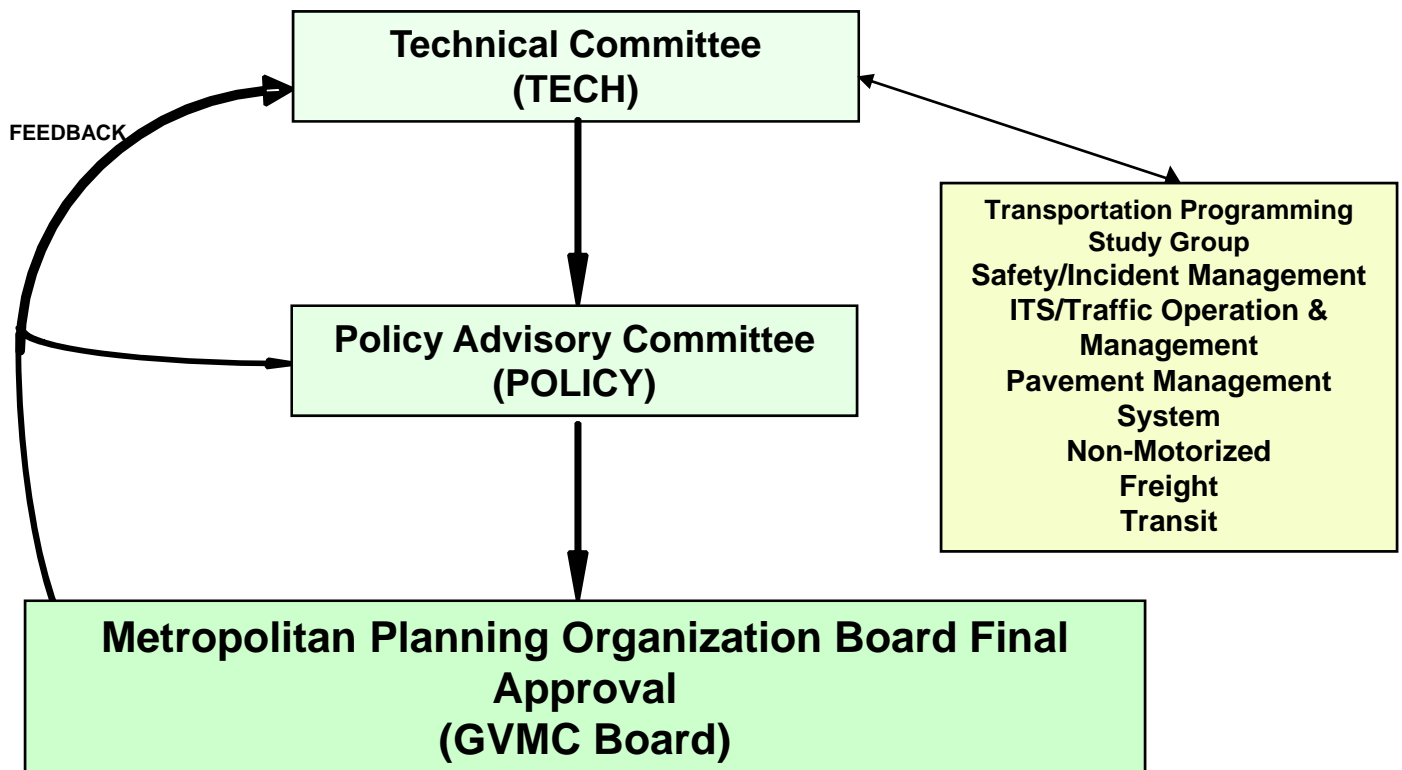 Technical Committee
(TECH)
FEEDBACK
Transportation Programming
Study Group
Safety/Incident Management
ITS/Traffic Operation &
Management
Pavement Management
System
Non-Motorized
Freight
Transit
Policy Advisory Committee
(POLICY)
Metropolitan Planning Organization Board Final
Approval
(GVMC Board)